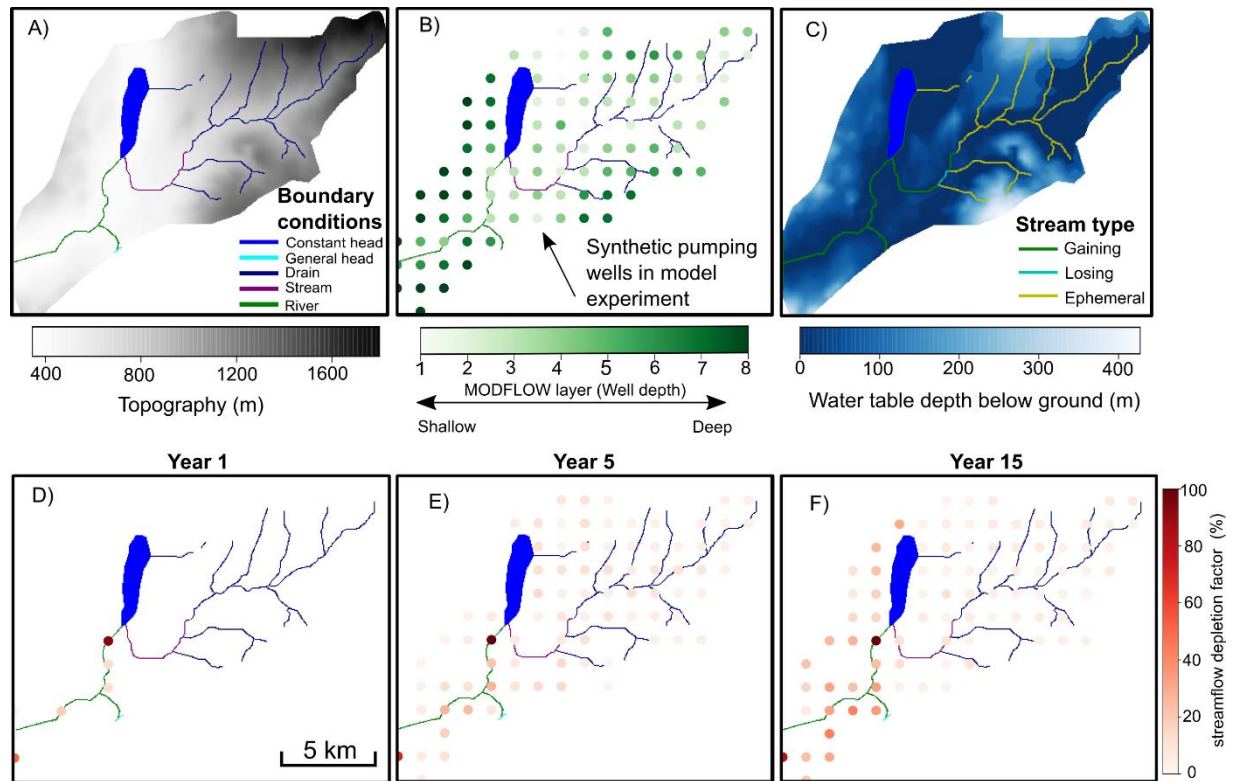 A)
Boundary
conditions
Constant head
General head
Drain
Stream
River
400
800
1200
1600
Topography (m)
B)
Synthetic pumping
wells in model
experiment
1
2
3
4
5
6
7
8
MODFLOW layer (Well depth)
Shallow
Deep
C)
Stream type
Gaining
Losing
Ephemeral
0
100
200
300
400
Water table depth below ground (m)
Year 1
D)
5 km
Year 5
E)
Year 15
F)
100
80
60
40
20
0
streamflow depletion factor (%)